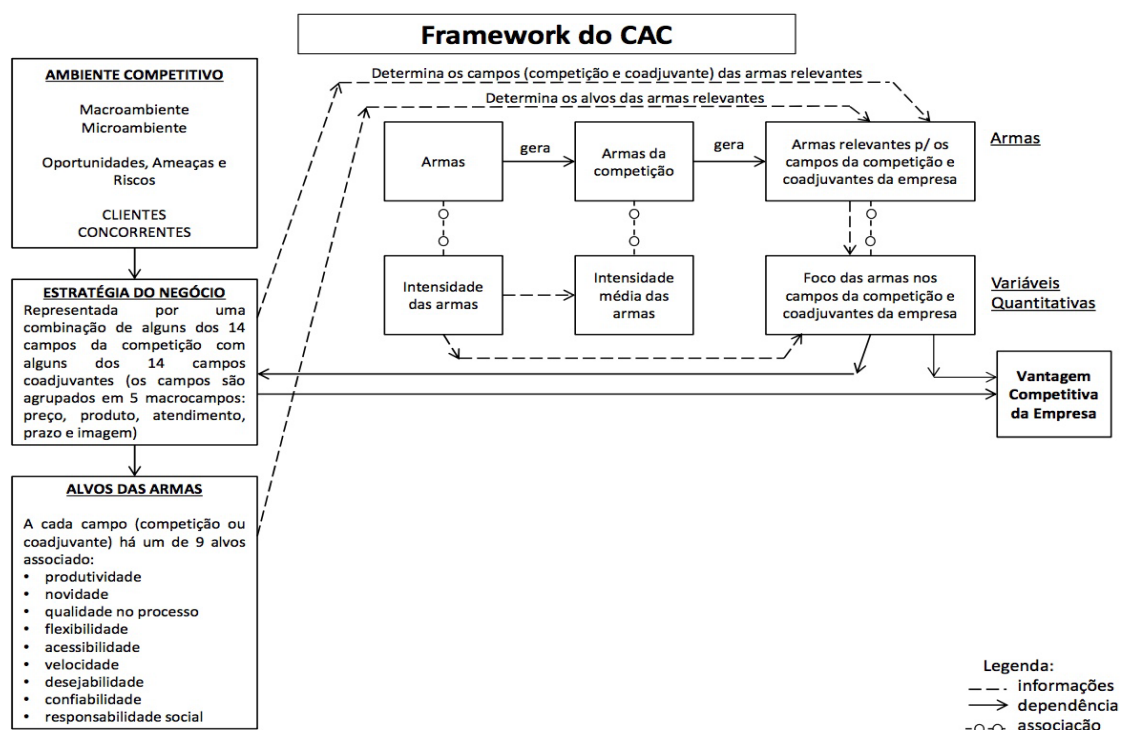 Framework do CAC
AMBIENTE COMPETITIVO
Macroambiente
Microambiente
Oportunidades, Ameaças e
Riscos
CLIENTES
CONCORRENTES
ESTRATÉGIA DO NEGÓCIO
Representada por uma
combinação de alguns dos 14
campos da competição com
alguns dos 14 campos
coadjuvantes (os campos são
agrupados em 5 macrocampos:
preço, produto, atendimento,
prazo e imagem)
ALVOS DAS ARMAS
A cada campo (competição ou
coadjuvante) há um de 9 alvos
associado:
• produtividade
• novidade
• qualidade no processo
• flexibilidade
• acessibilidade
• velocidade
• desejabilidade
• confiabilidade
• responsabilidade social
Determina os campos (competição e coadjuvante) das armas relevantes
Determina os alvos das armas relevantes
Armas
gera
Armas da
competição
gera
Armas relevantes p/ os
campos da competição e
coadjuvantes da empresa
Armas
Intensidade
das armas
Intensidade
média das
armas
Foco das armas nos
campos da competição e
coadjuvantes da empresa
Variáveis
Quantitativas
Vantagem
Competitiva
da Empresa
Legenda:
informações
dependência
associação